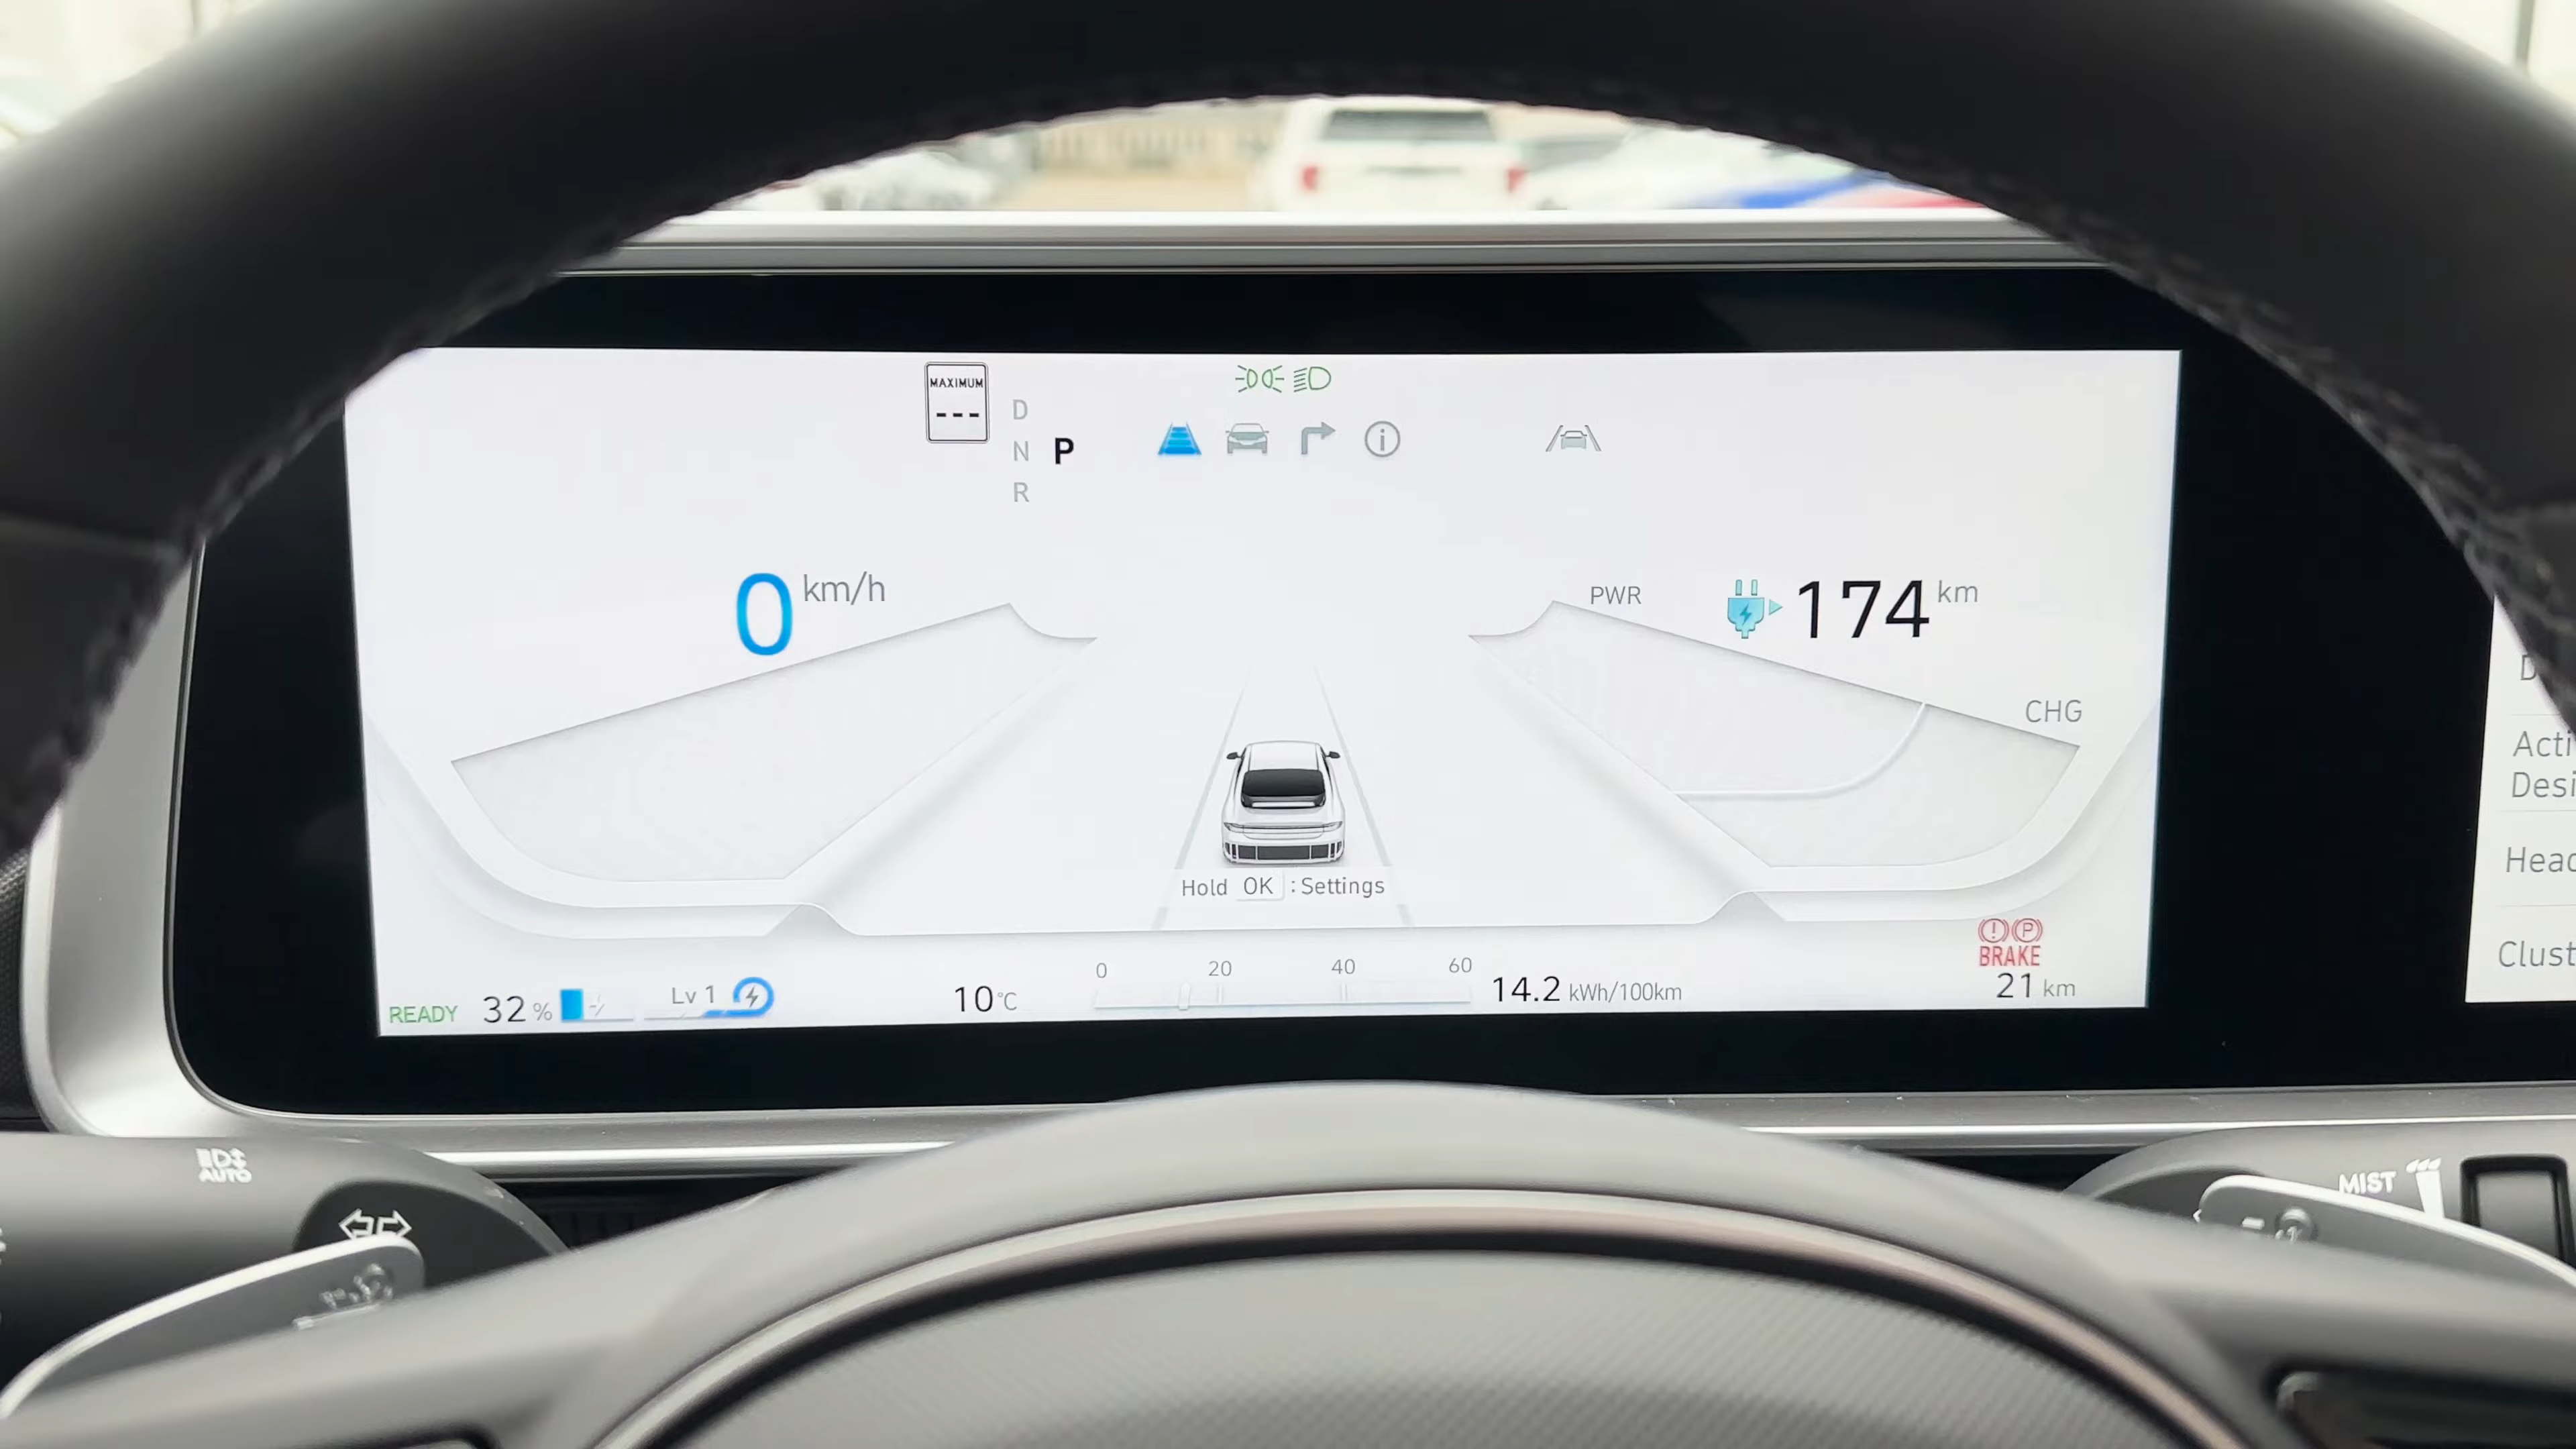 MAXIMUM
---
D
N P
R
0 km/h
PWR
174 km
CHG
Hold OK : Settings
BRAKE
READY 32 % Lv 1 10 °C
0 20 40 60
14.2 kWh/100km
21 km
D
Acti
Desi
Head
Clust
AUTO
MIST